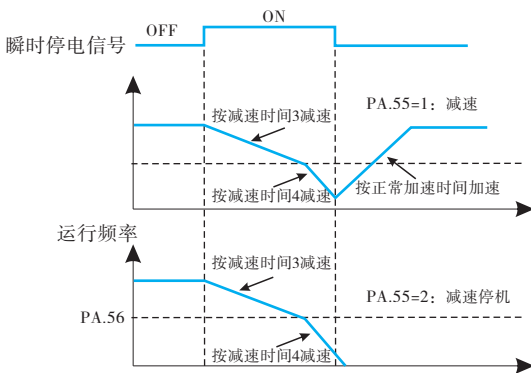 OFF
ON
瞬时停电信号
按减速时间3减速
PA.55=1：减速
按减速时间4减速
按正常加速时间加速
运行频率
按减速时间3减速
PA.55=2：减速停机
PA.56
按减速时间4减速